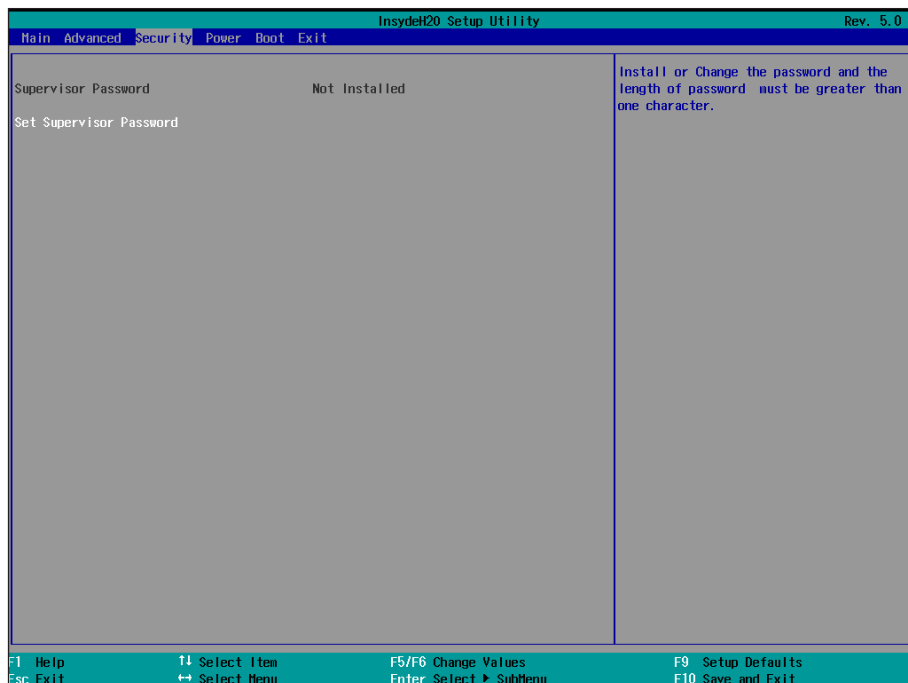 InsydeH2O Setup Utility Rev. 5.0
Main Advanced Security Power Boot Exit
Supervisor Password Not Installed
Set Supervisor Password
Install or Change the password and the
length of password must be greater than
one character.
F1 Help ↑↓ Select Item F5/F6 Change Values F9 Setup Defaults
Esc Exit ↔ Select Menu Enter Select ▶ SubMenu F10 Save and Exit